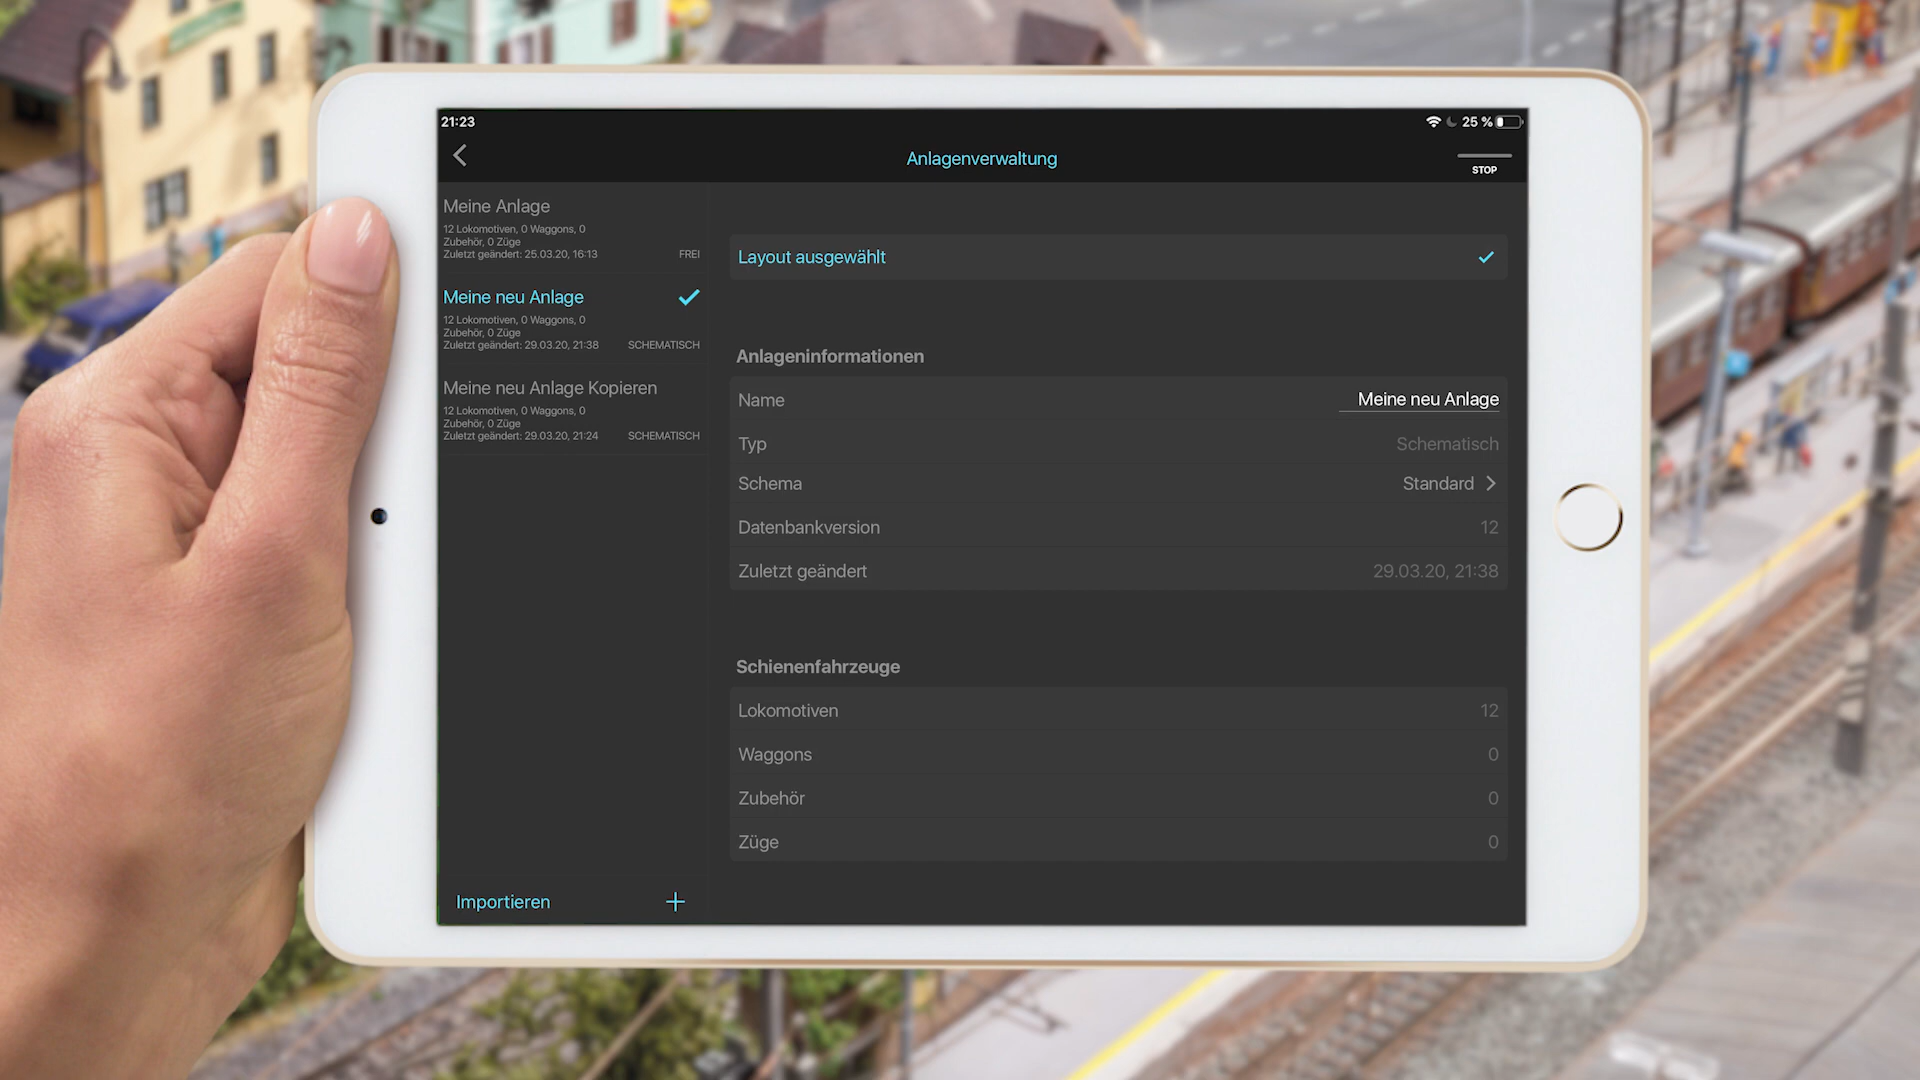 21:23
25 %
Anlagenverwaltung
STOP
Meine Anlage
12 Lokomotiven, 0 Waggons, 0
Zubehör, 0 Züge
Zuletzt geändert: 25.03.20, 16:13 FREI
Meine neu Anlage
12 Lokomotiven, 0 Waggons, 0
Zubehör, 0 Züge
Zuletzt geändert: 29.03.20, 21:38 SCHEMATISCH
Meine neu Anlage Kopieren
12 Lokomotiven, 0 Waggons, 0
Zubehör, 0 Züge
Zuletzt geändert: 29.03.20, 21:24 SCHEMATISCH
Importieren
Layout ausgewählt
Anlageninformationen
Name Meine neu Anlage
Typ Schematisch
Schema Standard
Datenbankversion 12
Zuletzt geändert 29.03.20, 21:38
Schienenfahrzeuge
Lokomotiven 12
Waggons 0
Zubehör 0
Züge 0